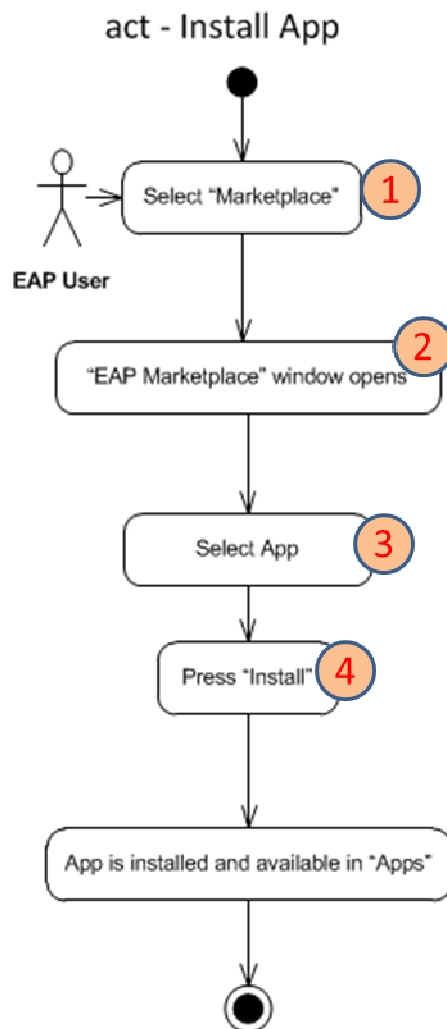 act - Install App
Select “Marketplace”
1
EAP User
2
“EAP Marketplace” window opens
Select App
3
Press “Install”
4
App is installed and available in “Apps”